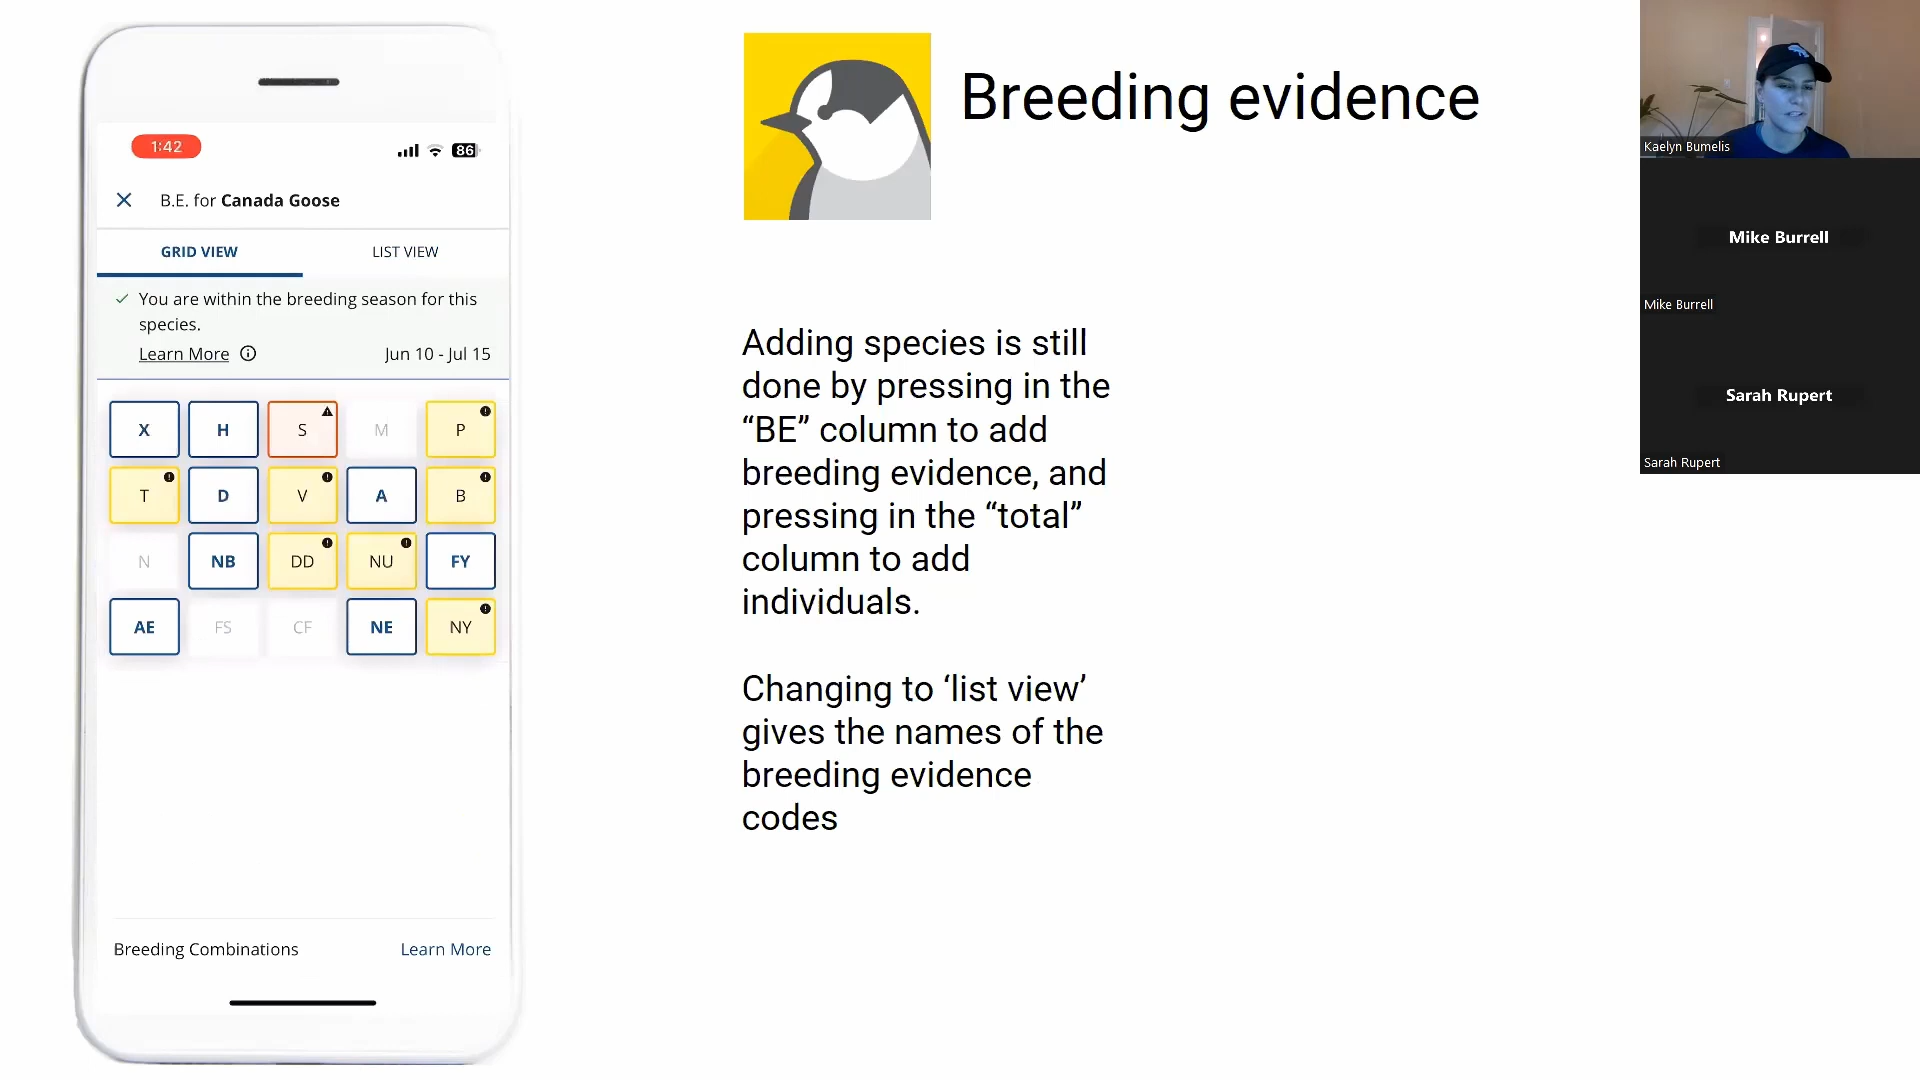 1:42
86
B.E. for Canada Goose
GRID VIEW
LIST VIEW
You are within the breeding season for this
species.
Learn More
Jun 10 - Jul 15
X
H
S
M
P
T
D
V
A
B
N
NB
DD
NU
FY
AE
FS
CF
NE
NY
Breeding Combinations
Learn More
Breeding evidence
Adding species is still
done by pressing in the
“BE” column to add
breeding evidence, and
pressing in the “total”
column to add
individuals.
Changing to ‘list view’
gives the names of the
breeding evidence
codes
Kaelyn Bumelis
Mike Burrell
Mike Burrell
Sarah Rupert
Sarah Rupert